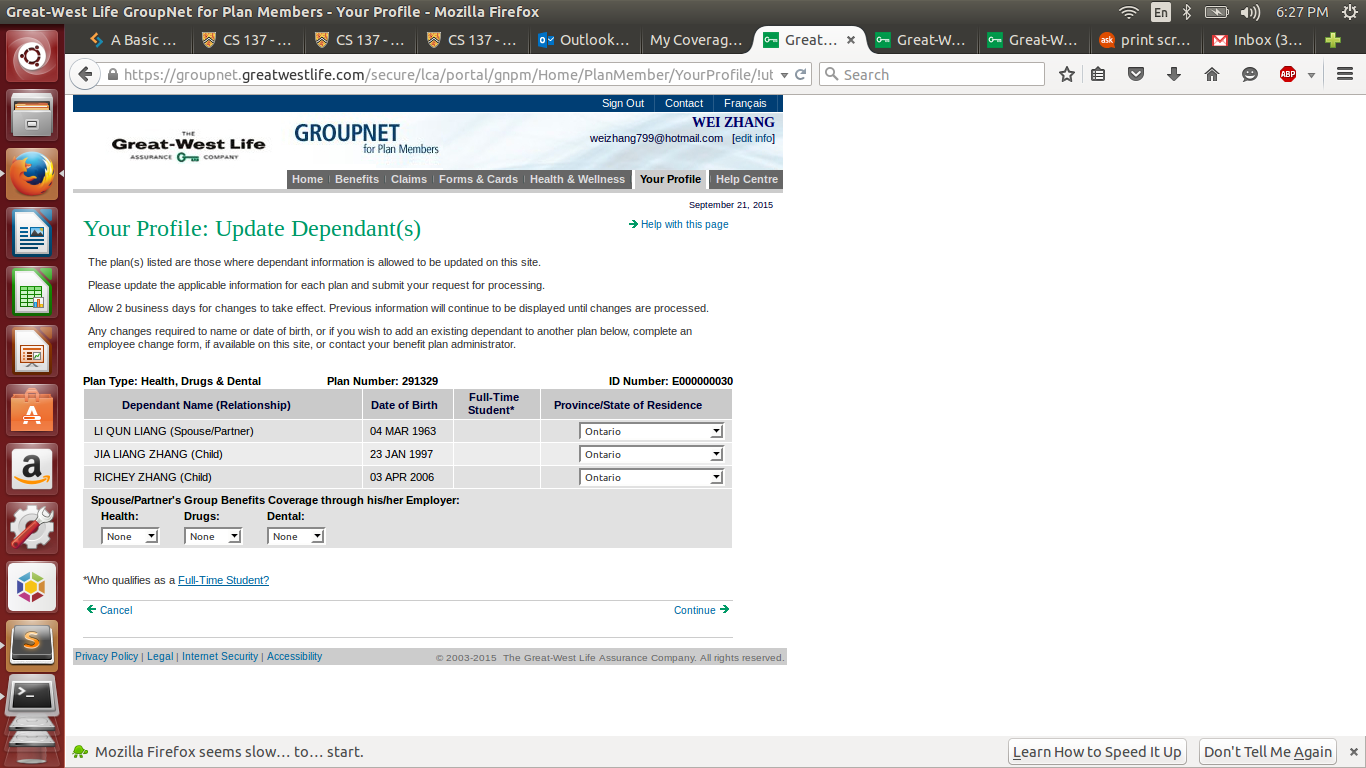 Great-West Life GroupNet for Plan Members - Your Profile - Mozilla Firefox
En
6:27 PM
A Basic ...
CS 137 - ...
CS 137 - ...
CS 137 - ...
Outlook...
My Coverag...
Great...
Great-W...
Great-W...
ask print scr...
Inbox (3...
https://groupnet.greatwestlife.com/secure/lca/portal/gnpm/Home/PlanMember/YourProfile/!ut
Search
ABP
Sign Out
Contact
Français
THE
Great-West Life
ASSURANCE COMPANY
GROUPNET
for Plan Members
WEI ZHANG
weizhang799@hotmail.com [edit info]
Home
Benefits
Claims
Forms & Cards
Health & Wellness
Your Profile
Help Centre
September 21, 2015
Your Profile: Update Dependant(s)
Help with this page
The plan(s) listed are those where dependant information is allowed to be updated on this site.
Please update the applicable information for each plan and submit your request for processing.
Allow 2 business days for changes to take effect. Previous information will continue to be displayed until changes are processed.
Any changes required to name or date of birth, or if you wish to add an existing dependant to another plan below, complete an
employee change form, if available on this site, or contact your benefit plan administrator.
Plan Type: Health, Drugs & Dental
Plan Number: 291329
ID Number: E000000030
Dependant Name (Relationship)
Date of Birth
Full-Time
Student*
Province/State of Residence
LI QUN LIANG (Spouse/Partner)
04 MAR 1963
Ontario
JIA LIANG ZHANG (Child)
23 JAN 1997
Ontario
RICHEY ZHANG (Child)
03 APR 2006
Ontario
Spouse/Partner's Group Benefits Coverage through his/her Employer:
Health:
Drugs:
Dental:
None
None
None
*Who qualifies as a Full-Time Student?
Cancel
Continue
Privacy Policy | Legal | Internet Security | Accessibility
© 2003-2015 The Great-West Life Assurance Company. All rights reserved.
Mozilla Firefox seems slow... to... start.
Learn How to Speed It Up
Don't Tell Me Again